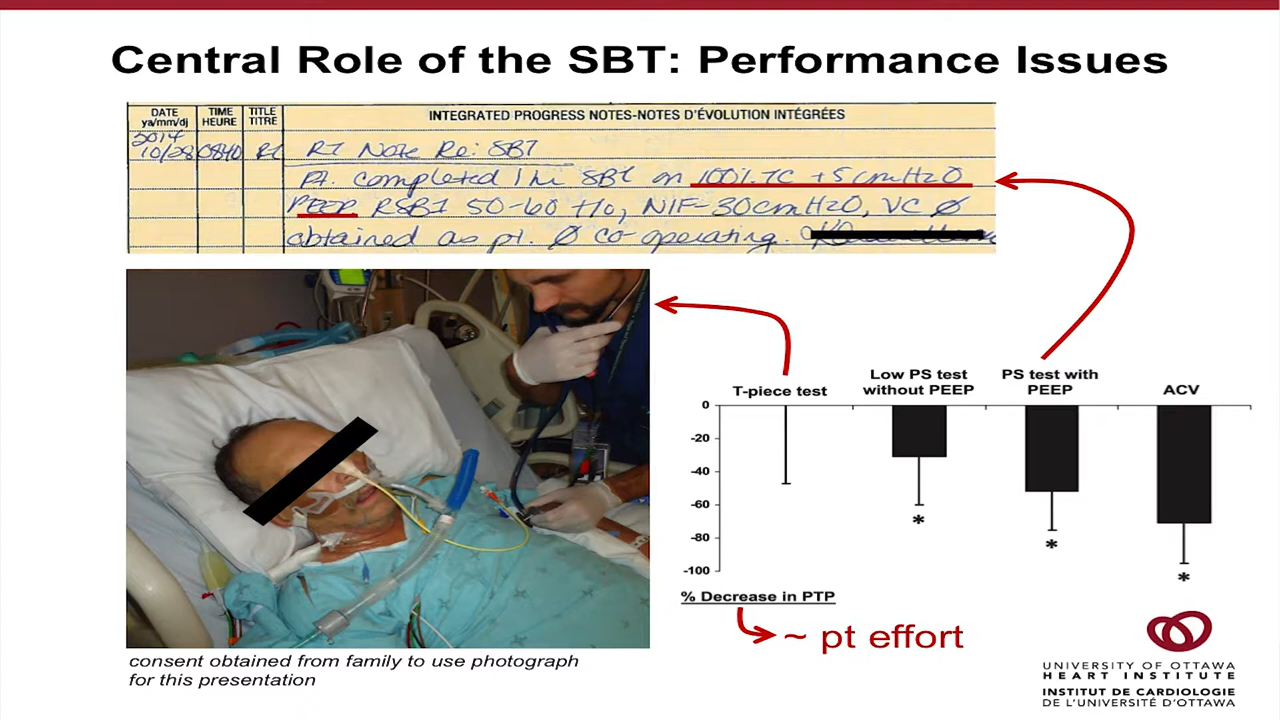 Central Role of the SBT: Performance Issues
DATE
ya/mm/dj
TIME
HEURE
TITLE
TITRE
INTEGRATED PROGRESS NOTES-NOTES D'ÉVOLUTION INTÉGRÉES
2014
10/28 0840 RT RT Note Re: SBT
Pt. completed 1hr SBT on 100% TC +5cmH2O
PEEP RSBI 50-60 NIF-30cmH2O, VC Ø
obtained as pt. Ø co-operating.
T-piece test
Low PS test
without PEEP
PS test with
PEEP
ACV
0
-20
-40
-60
-80
-100
*
*
*
% Decrease in PTP
~ pt effort
consent obtained from family to use photograph
for this presentation
UNIVERSITY OF OTTAWA
HEART INSTITUTE
INSTITUT DE CARDIOLOGIE
DE L'UNIVERSITÉ D'OTTAWA